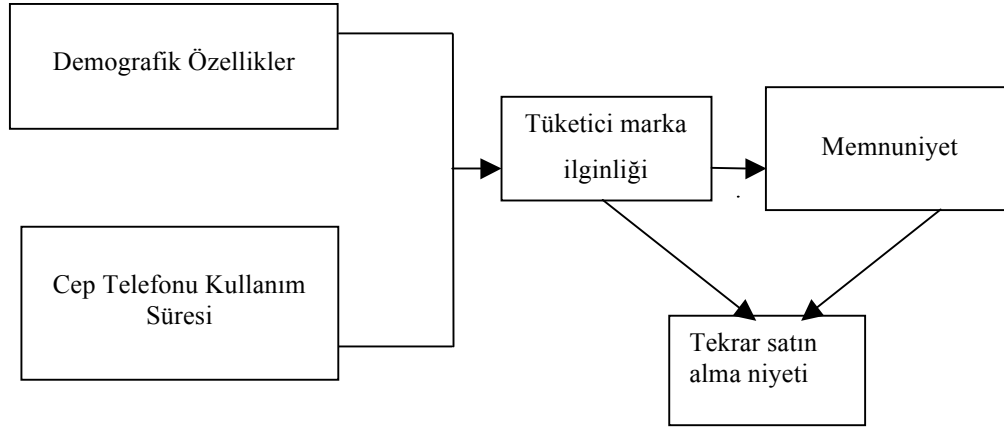 Demografik Özellikler
Tüketici marka
ilginliği
Memnuniyet
Cep Telefonu Kullanım
Süresi
Tekrar satın
alma niyeti